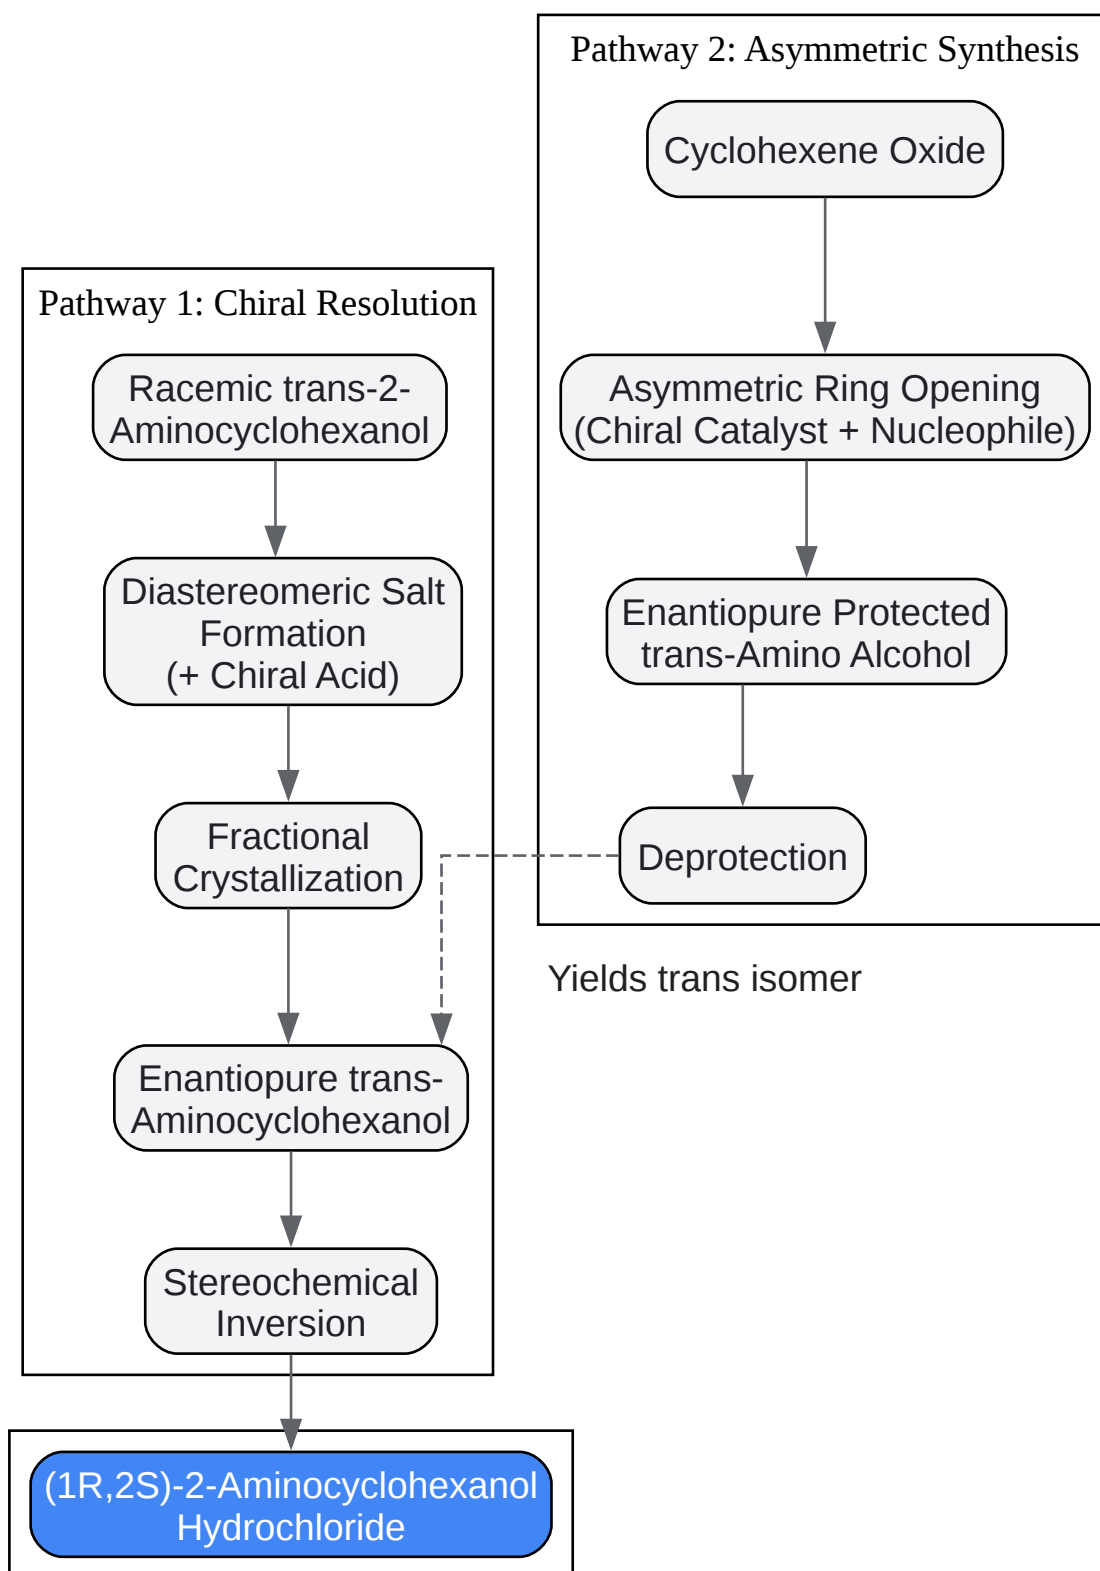 Pathway 2: Asymmetric Synthesis
Cyclohexene Oxide
Asymmetric Ring Opening
(Chiral Catalyst + Nucleophile)
Enantiopure Protected
trans-Amino Alcohol
Deprotection
Yields trans isomer
Pathway 1: Chiral Resolution
Racemic trans-2-
Aminocyclohexanol
Diastereomeric Salt
Formation
(+ Chiral Acid)
Fractional
Crystallization
Enantiopure trans-
Aminocyclohexanol
Stereochemical
Inversion
(1R,2S)-2-Aminocyclohexanol
Hydrochloride